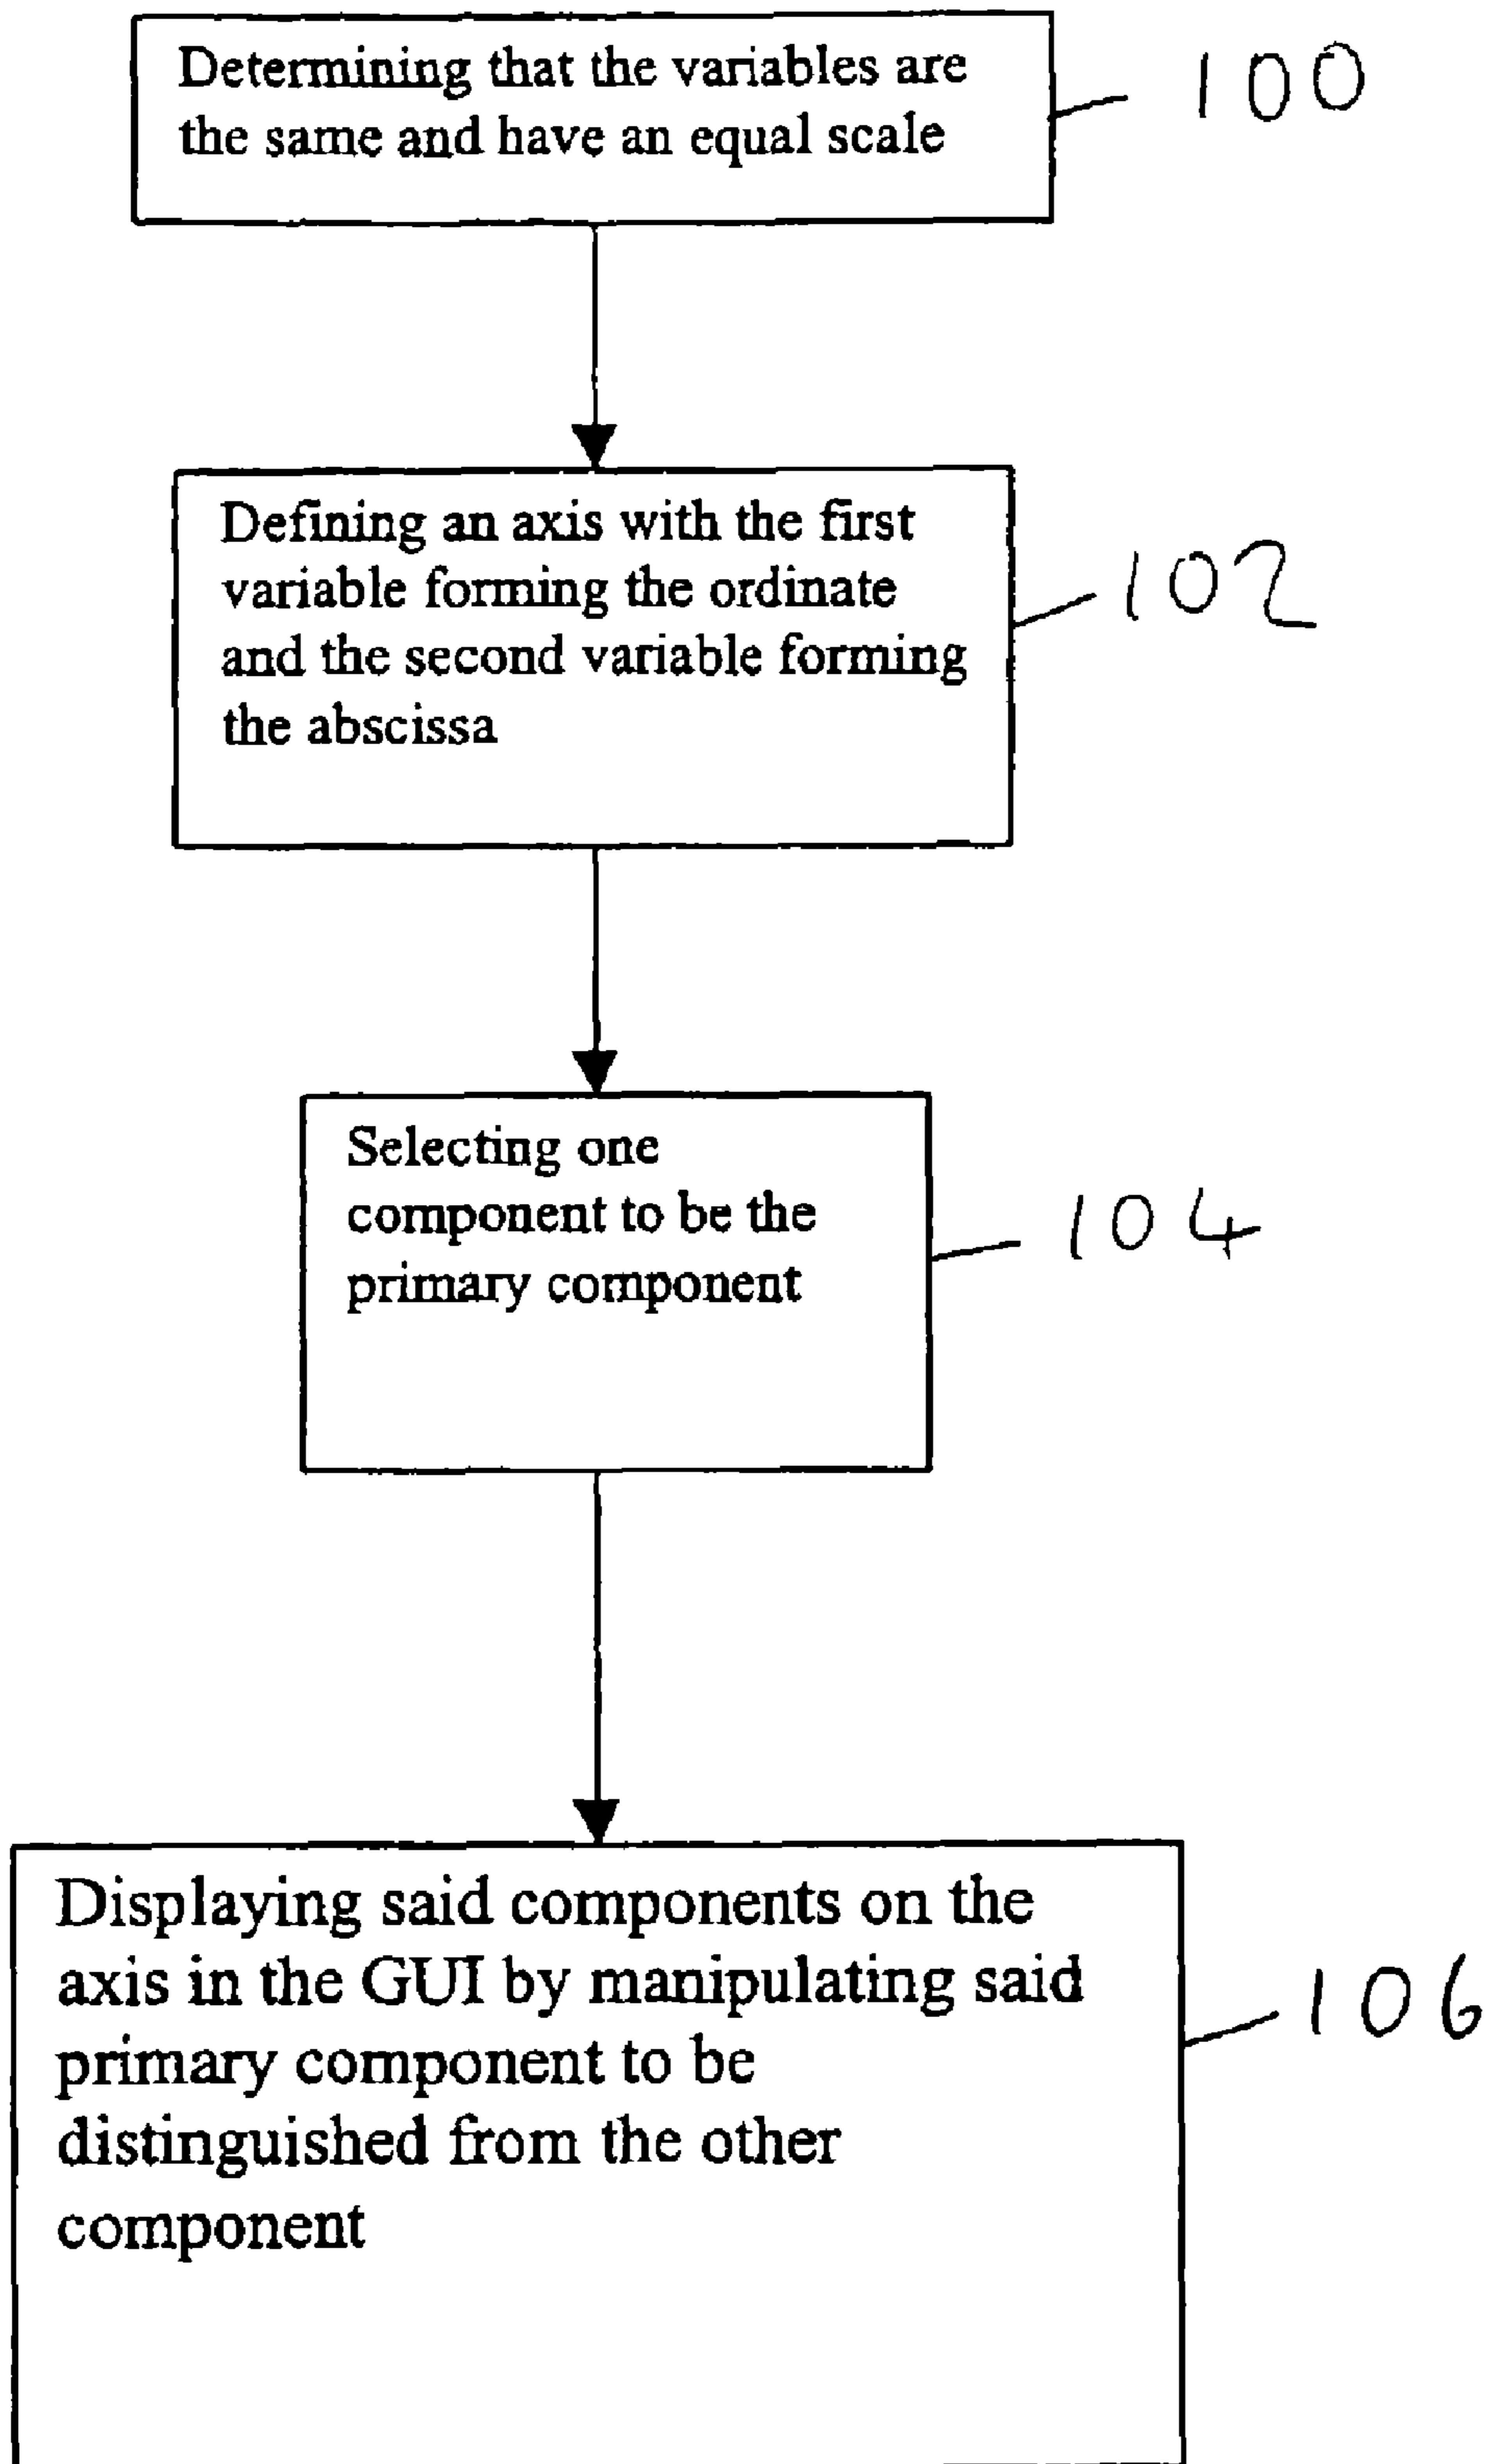 Determining that the variables are
the same and have an equal scale
100
Defining an axis with the first
variable forming the ordinate
and the second variable forming
the abscissa
102
Selecting one
component to be the
primary component
104
Displaying said components on the
axis in the GUI by manipulating said
primary component to be
distinguished from the other
component
106